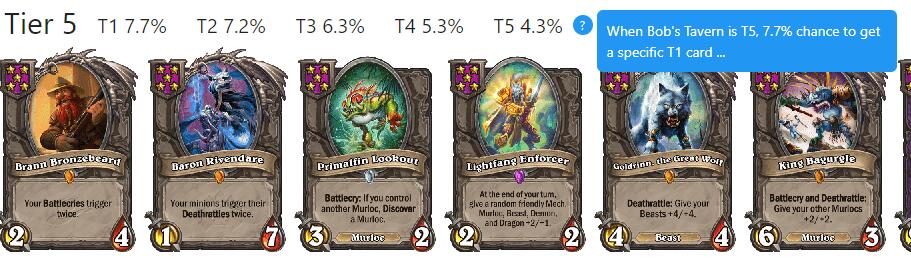 Tier 5 T1 7.7% T2 7.2% T3 6.3% T4 5.3% T5 4.3% ?
When Bob's Tavern is T5, 7.7% chance to get
a specific T1 card ...
Brann Bronzebeard
Your Battlecries trigger
twice.
2 4
Baron Rivendare
Your minions trigger their
Deathrattles twice.
1 7
Primalfin Lookout
Battlecry: If you control
another Murloc, Discover
a Murloc.
3 Murloc 2
Lightfang Enforcer
At the end of your turn,
give a random friendly Mech,
Murloc, Beast, Demon,
and Dragon +2/+1.
2 2
Goldrinn, the Great Wolf
Deathrattle: Give your
Beasts +4/+4.
4 Beast 4
King Bagurgle
Battlecry and Deathrattle:
Give your other Murlocs
+2/+2.
6 Murloc 3